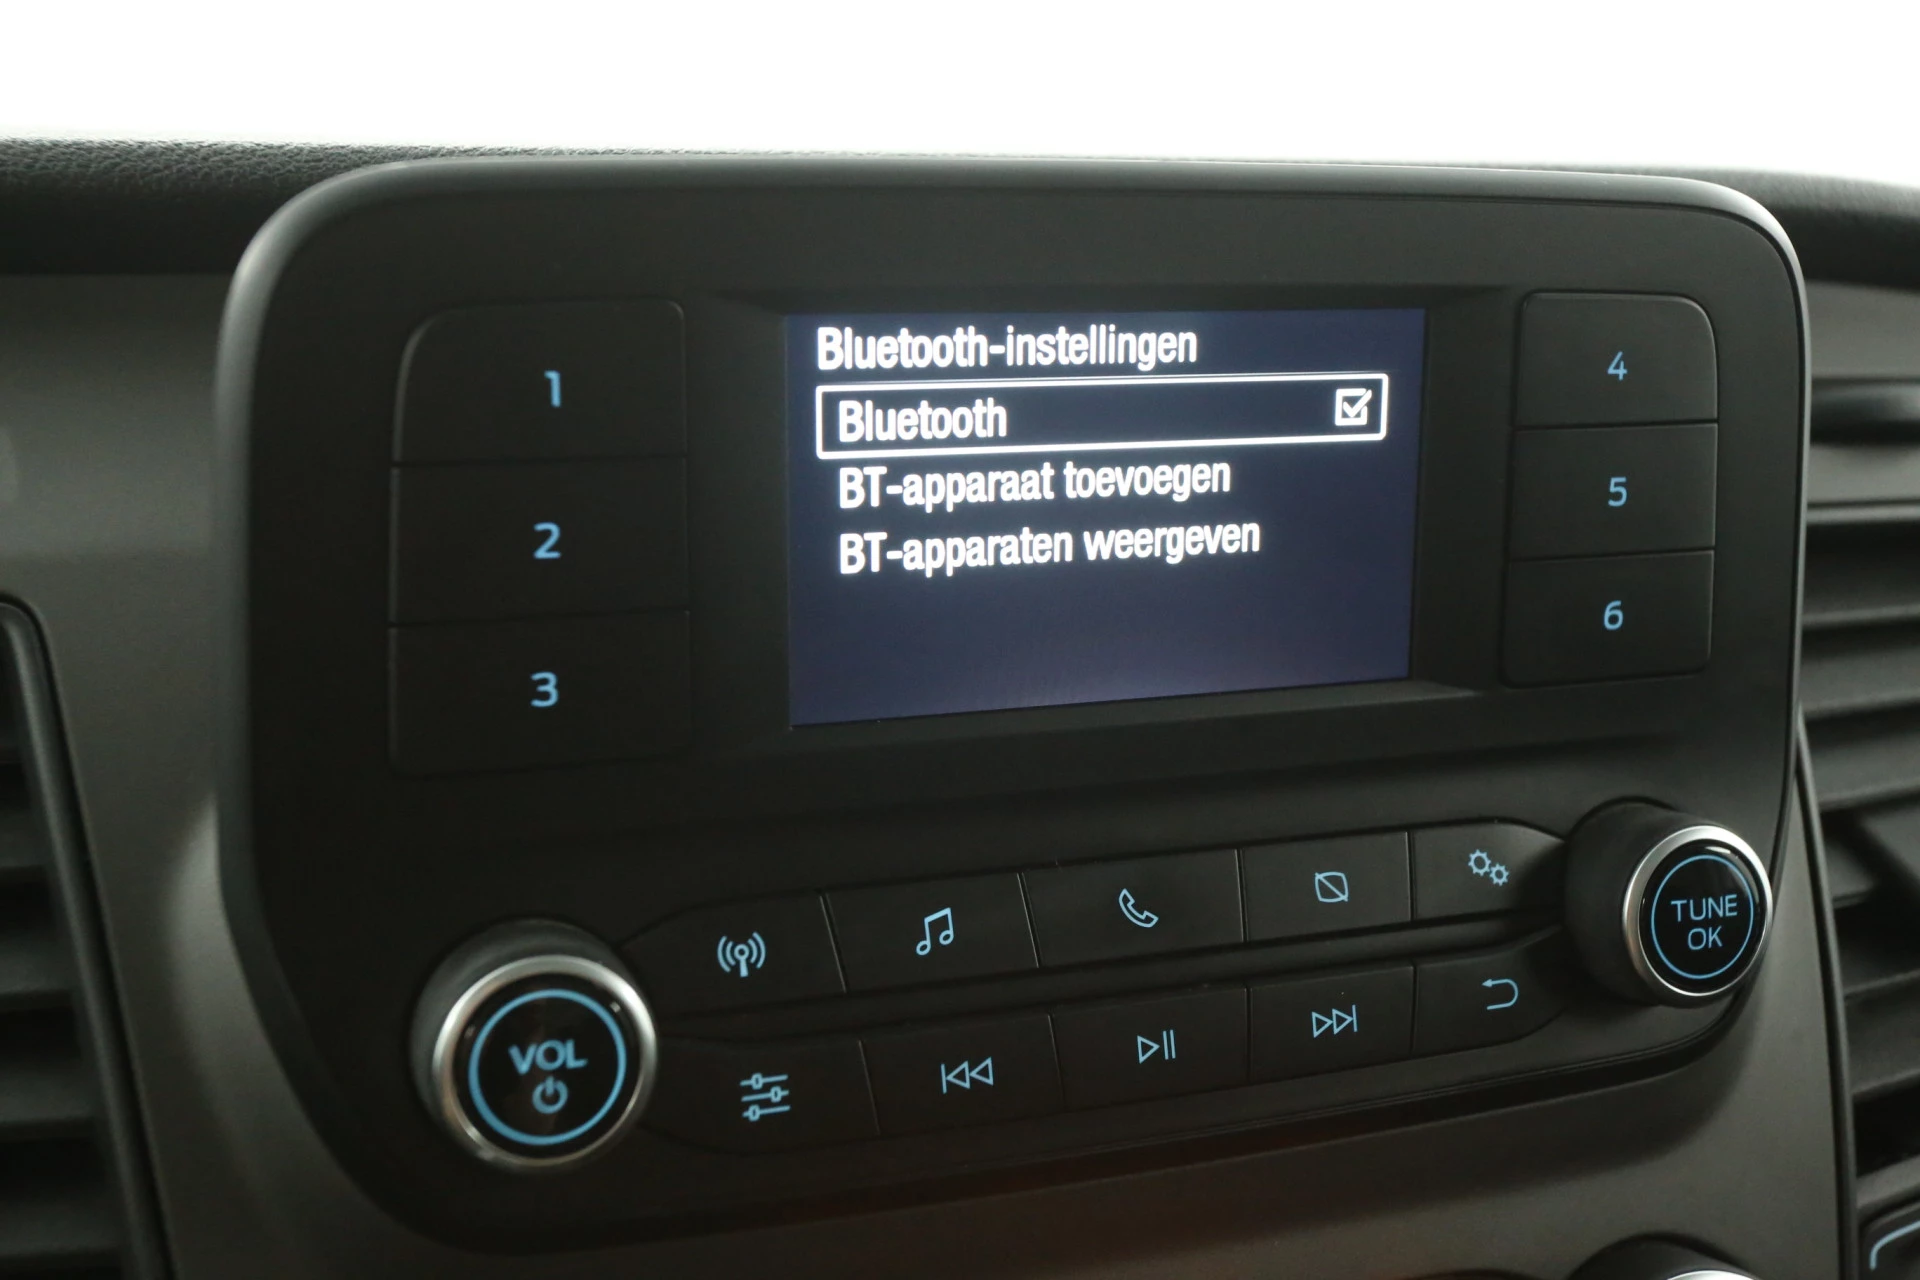 Bluetooth-instellingen
Bluetooth
BT-apparaat toevoegen
BT-apparaten weergeven
1
2
3
4
5
6
VOL
TUNE
OK